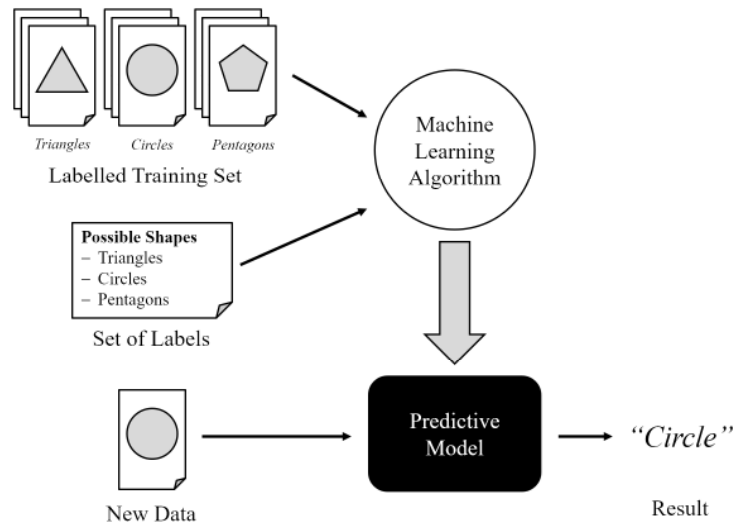 Triangles
Circles
Pentagons
Labelled Training Set
Machine
Learning
Algorithm
Possible Shapes
– Triangles
– Circles
– Pentagons
Set of Labels
Predictive
Model
“Circle”
New Data
Result